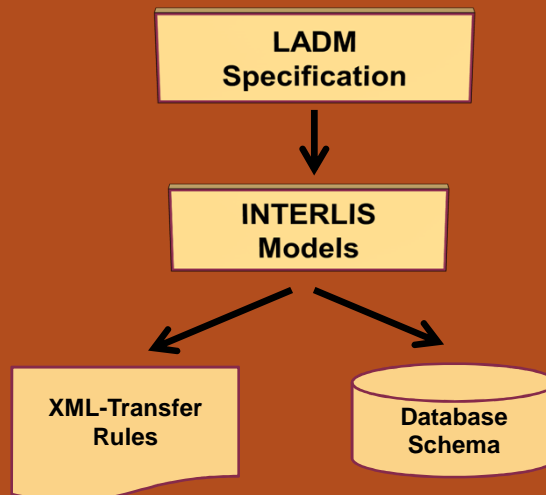 LADM
Specification
INTERLIS
Models
XML-Transfer
Rules
Database
Schema